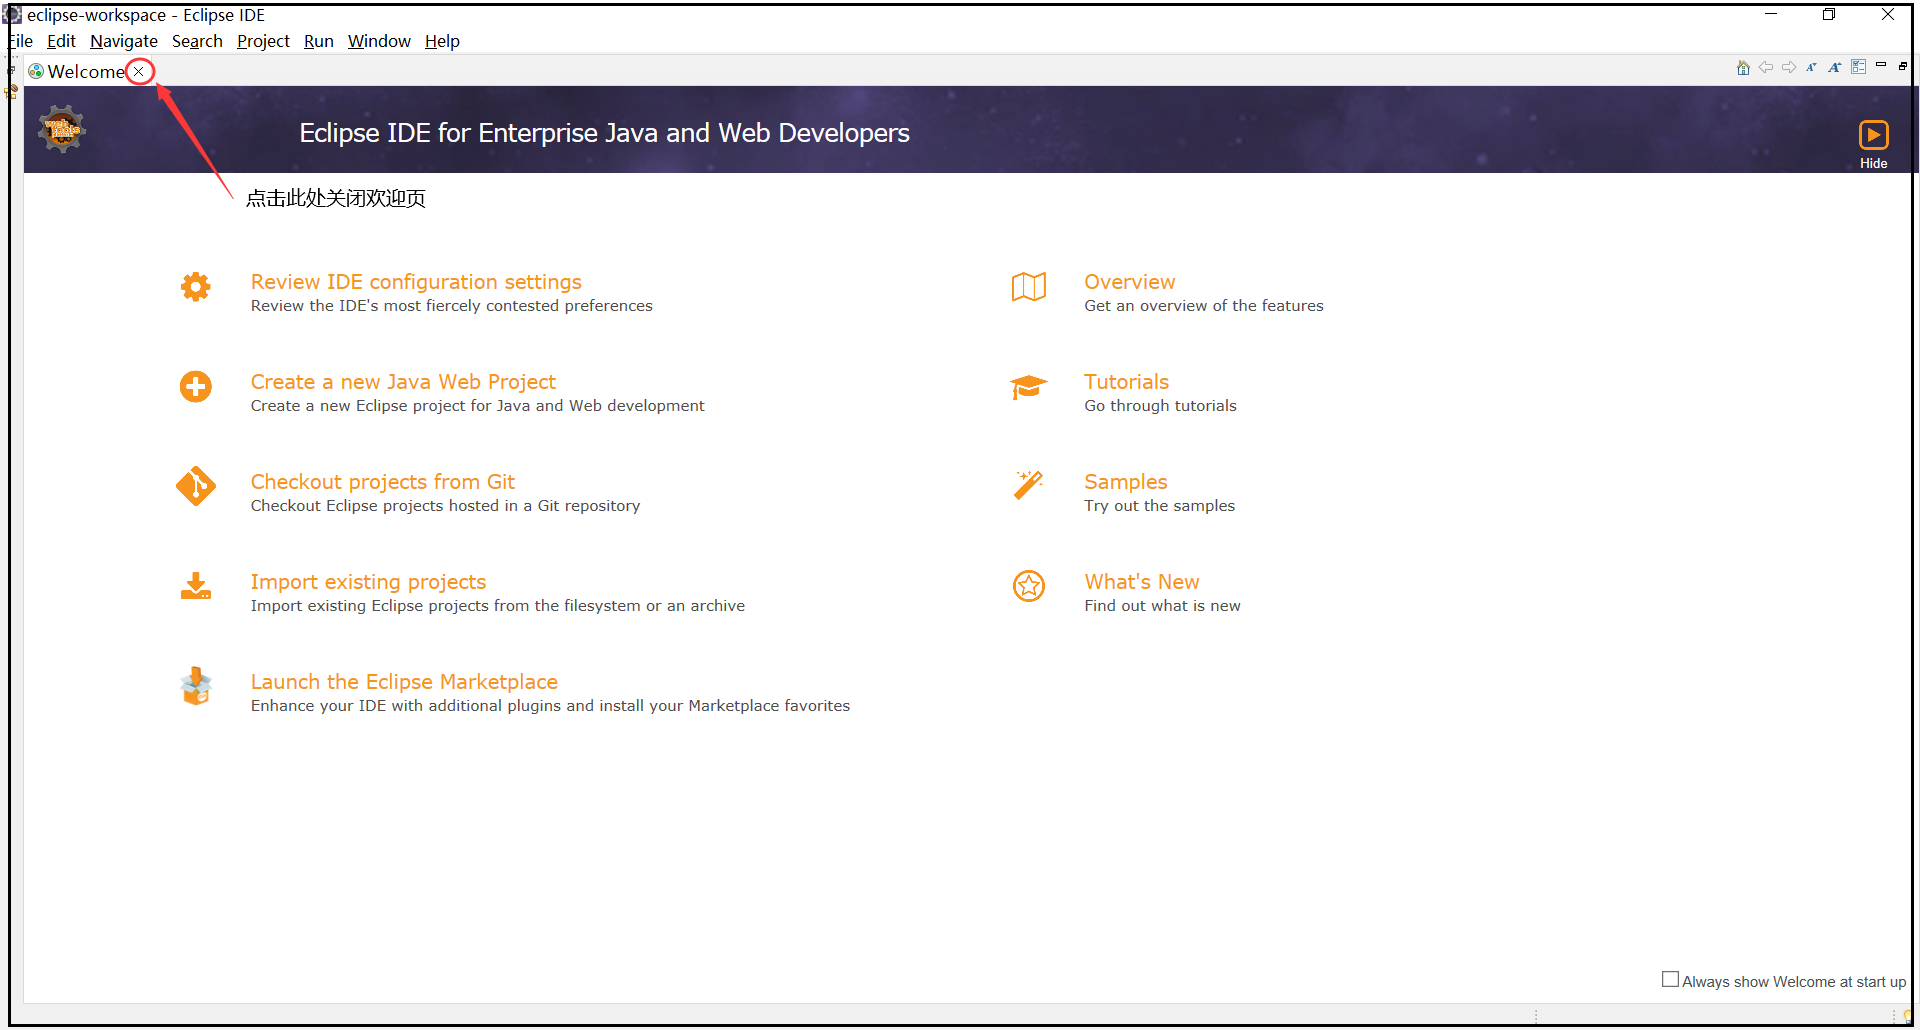 eclipse-workspace - Eclipse IDE
File Edit Navigate Search Project Run Window Help
Welcome
web tools
Eclipse IDE for Enterprise Java and Web Developers
Hide
点击此处关闭欢迎页
Review IDE configuration settings
Review the IDE's most fiercely contested preferences
Create a new Java Web Project
Create a new Eclipse project for Java and Web development
Checkout projects from Git
Checkout Eclipse projects hosted in a Git repository
Import existing projects
Import existing Eclipse projects from the filesystem or an archive
Launch the Eclipse Marketplace
Enhance your IDE with additional plugins and install your Marketplace favorites
Overview
Get an overview of the features
Tutorials
Go through tutorials
Samples
Try out the samples
What's New
Find out what is new
Always show Welcome at start up